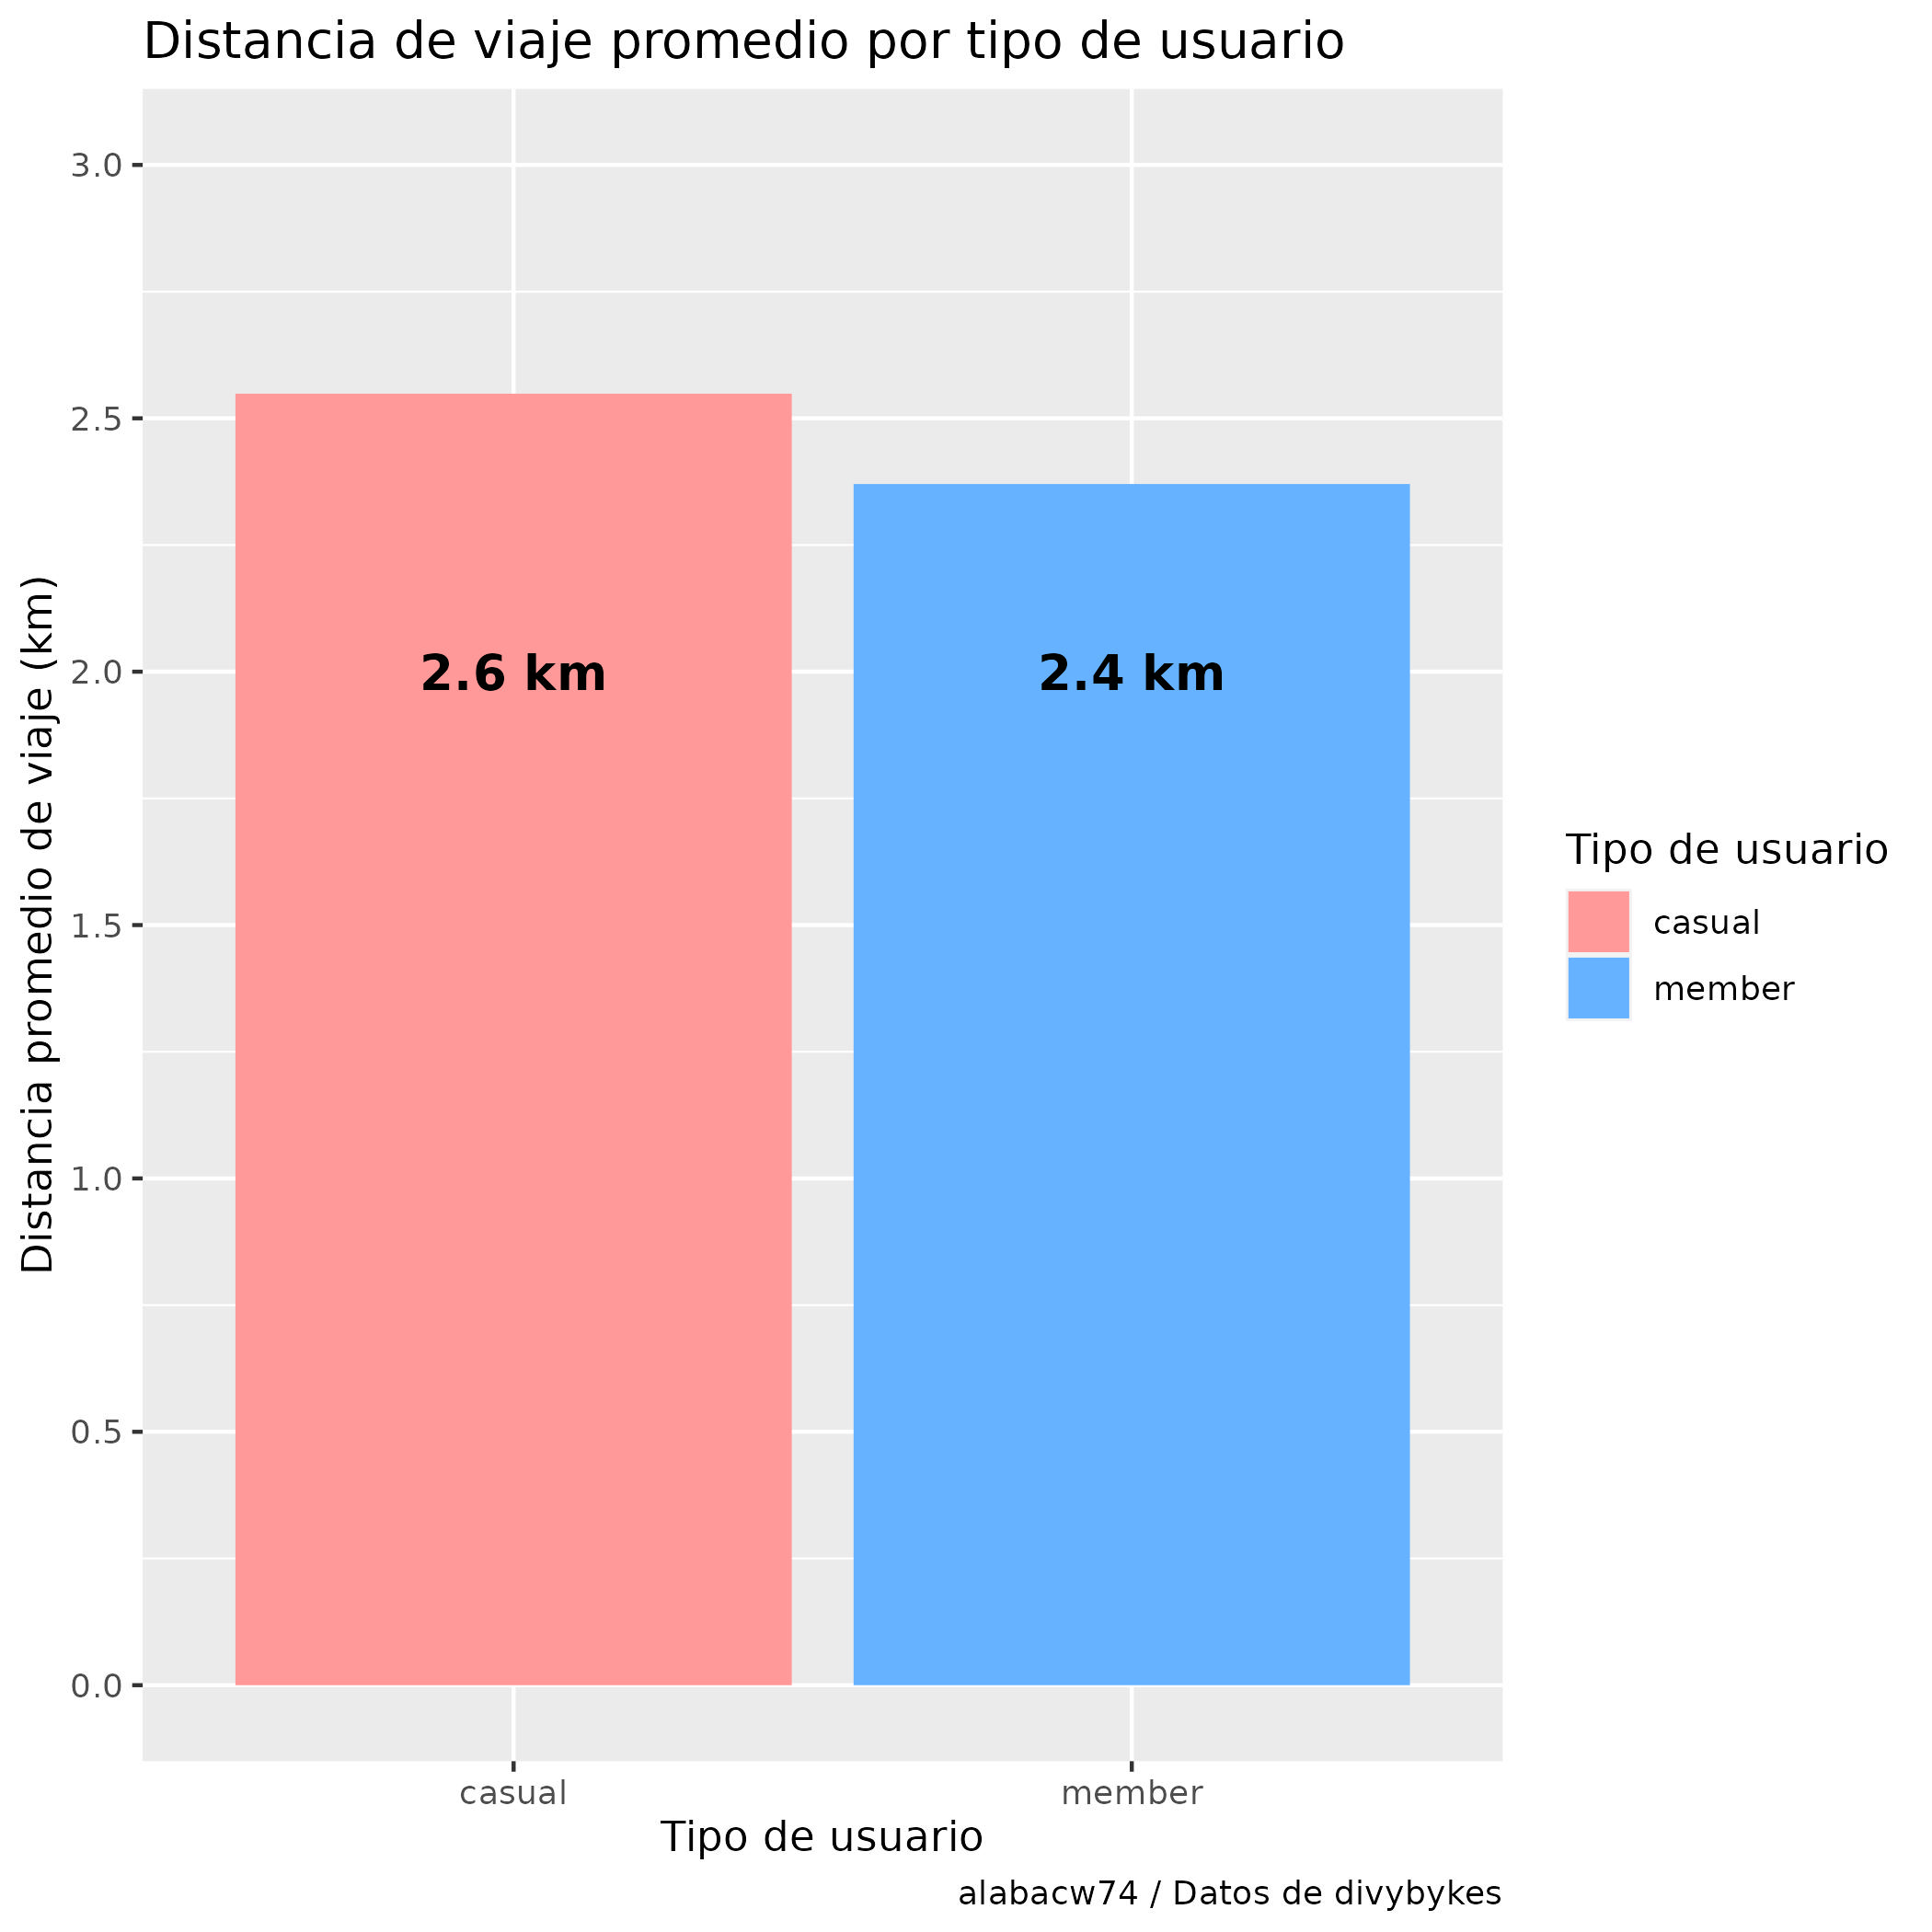 Distancia de viaje promedio por tipo de usuario
Distancia promedio de viaje (km)
3.0
2.5
2.0
1.5
1.0
0.5
0.0
2.6 km
2.4 km
casual
member
Tipo de usuario
Tipo de usuario
casual
member
alabacw74 / Datos de divybykes